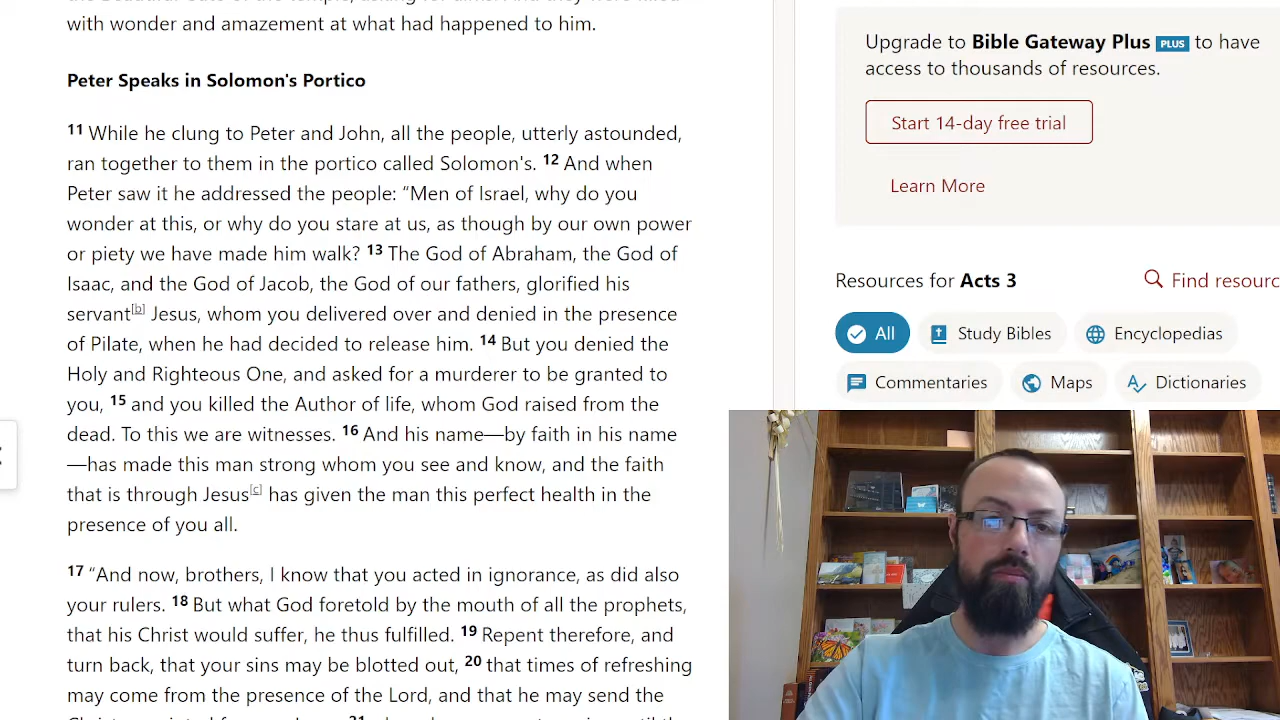 with wonder and amazement at what had happened to him.
Peter Speaks in Solomon's Portico
11 While he clung to Peter and John, all the people, utterly astounded,
ran together to them in the portico called Solomon's. 12 And when
Peter saw it he addressed the people: “Men of Israel, why do you
wonder at this, or why do you stare at us, as though by our own power
or piety we have made him walk? 13 The God of Abraham, the God of
Isaac, and the God of Jacob, the God of our fathers, glorified his
servant[b] Jesus, whom you delivered over and denied in the presence
of Pilate, when he had decided to release him. 14 But you denied the
Holy and Righteous One, and asked for a murderer to be granted to
you, 15 and you killed the Author of life, whom God raised from the
dead. To this we are witnesses. 16 And his name—by faith in his name
—has made this man strong whom you see and know, and the faith
that is through Jesus[c] has given the man this perfect health in the
presence of you all.
17 “And now, brothers, I know that you acted in ignorance, as did also
your rulers. 18 But what God foretold by the mouth of all the prophets,
that his Christ would suffer, he thus fulfilled. 19 Repent therefore, and
turn back, that your sins may be blotted out, 20 that times of refreshing
may come from the presence of the Lord, and that he may send the
Upgrade to Bible Gateway Plus PLUS to have
access to thousands of resources.
Start 14-day free trial
Learn More
Resources for Acts 3
Find resourc
All
Study Bibles
Encyclopedias
Commentaries
Maps
Dictionaries